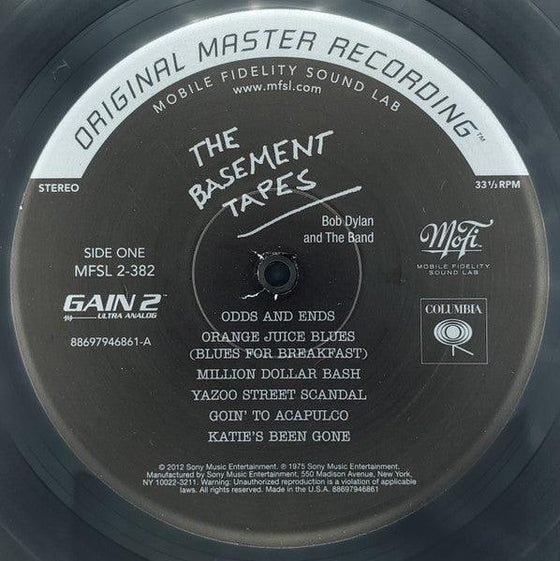 ORIGINAL MASTER RECORDING™
MOBILE FIDELITY SOUND LAB
www.mfsl.com
THE
BASEMENT
TAPES
STEREO
33 1/3 RPM
Bob Dylan
and The Band
SIDE ONE
MFSL 2-382
MoFi™
MOBILE FIDELITY
SOUND LAB
GAIN 2™
ULTRA ANALOG
88697946861-A
COLUMBIA
ODDS AND ENDS
ORANGE JUICE BLUES
(BLUES FOR BREAKFAST)
MILLION DOLLAR BASH
YAZOO STREET SCANDAL
GOIN' TO ACAPULCO
KATIE'S BEEN GONE
© 2012 Sony Music Entertainment. ℗ 1975 Sony Music Entertainment.
Manufactured by Sony Music Entertainment, 550 Madison Avenue, New York,
NY 10022-3211. Warning: Unauthorized reproduction is a violation of applicable
laws. All rights reserved. Made in the U.S.A. 88697946861